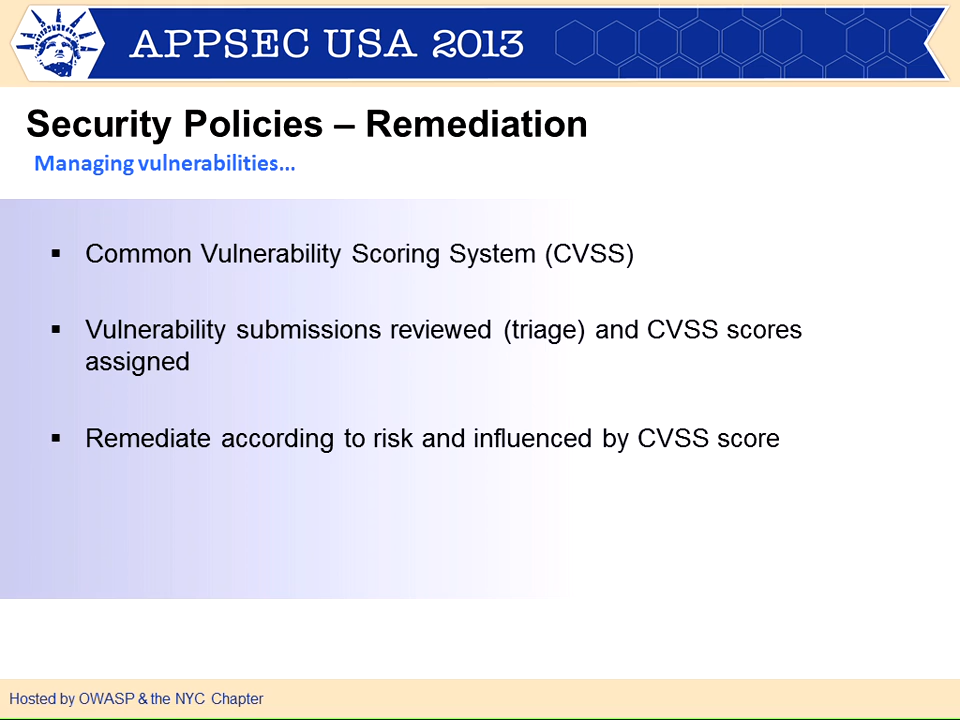 APPSEC USA 2013
Security Policies – Remediation
Managing vulnerabilities...
▪ Common Vulnerability Scoring System (CVSS)
▪ Vulnerability submissions reviewed (triage) and CVSS scores
assigned
▪ Remediate according to risk and influenced by CVSS score
Hosted by OWASP & the NYC Chapter